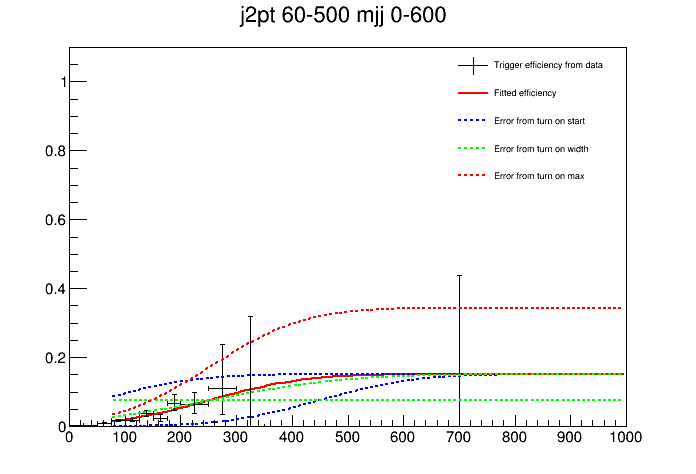 j2pt 60-500 mjj 0-600
Trigger efficiency from data
Fitted efficiency
Error from turn on start
Error from turn on width
Error from turn on max
1
0.8
0.6
0.4
0.2
0
0 100 200 300 400 500 600 700 800 900 1000